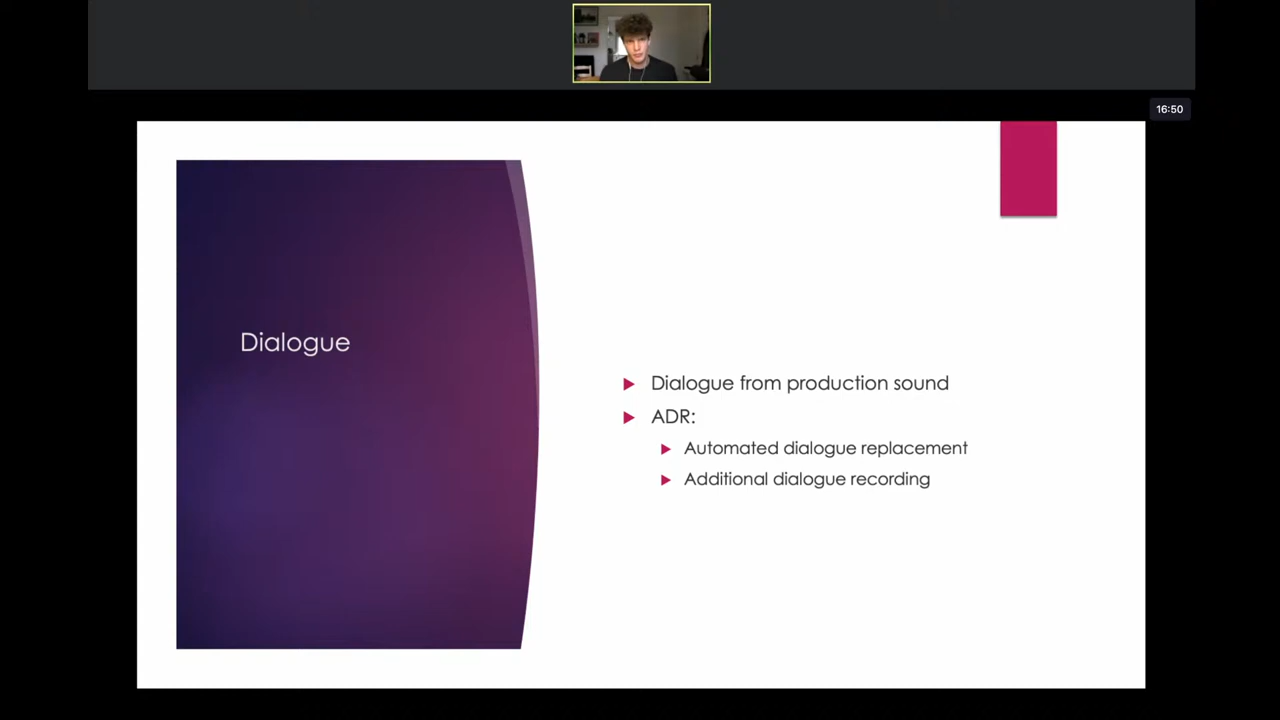 16:50
Dialogue
Dialogue from production sound
ADR:
Automated dialogue replacement
Additional dialogue recording